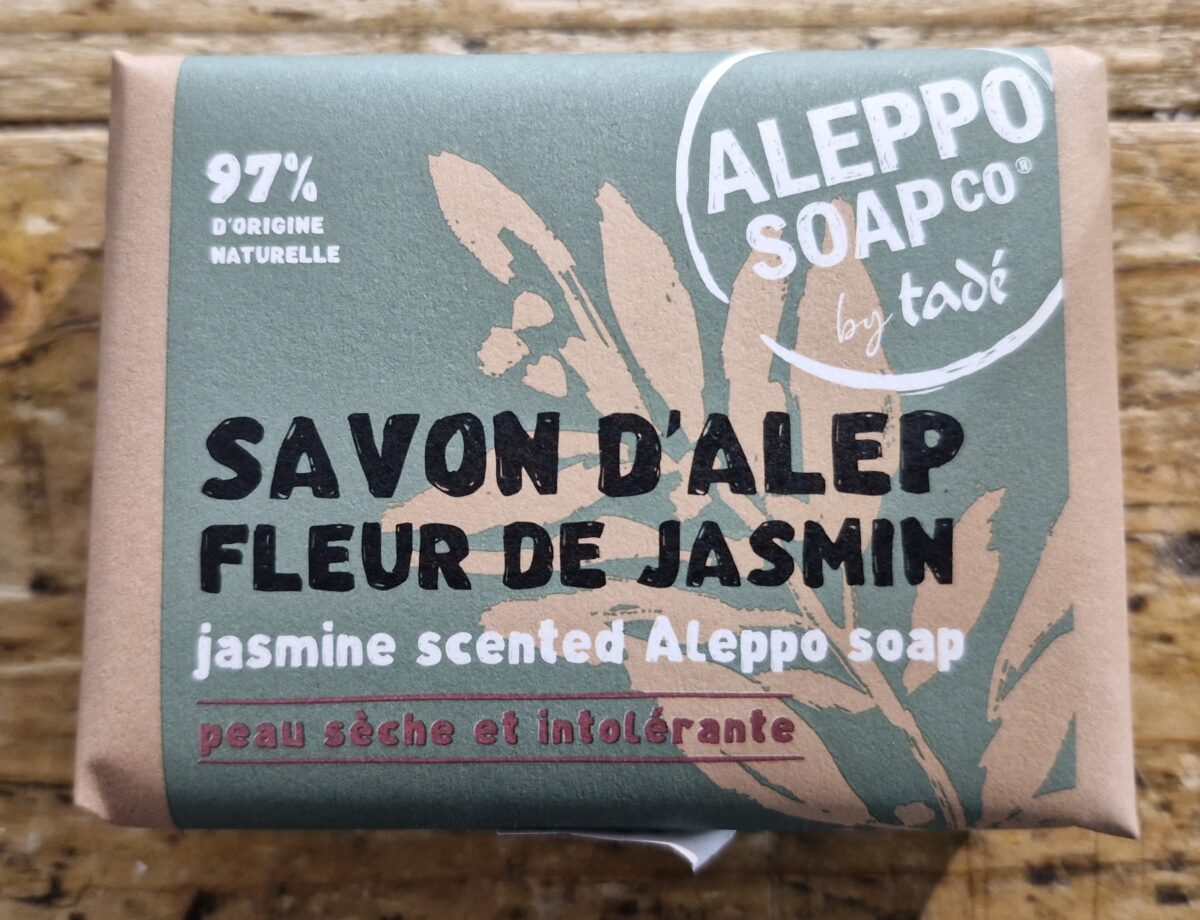 97%
D'ORIGINE
NATURELLE
ALEPPO
SOAP CO®
by tadé
SAVON D'ALEP
FLEUR DE JASMIN
jasmine scented Aleppo soap
peau sèche et intolérante